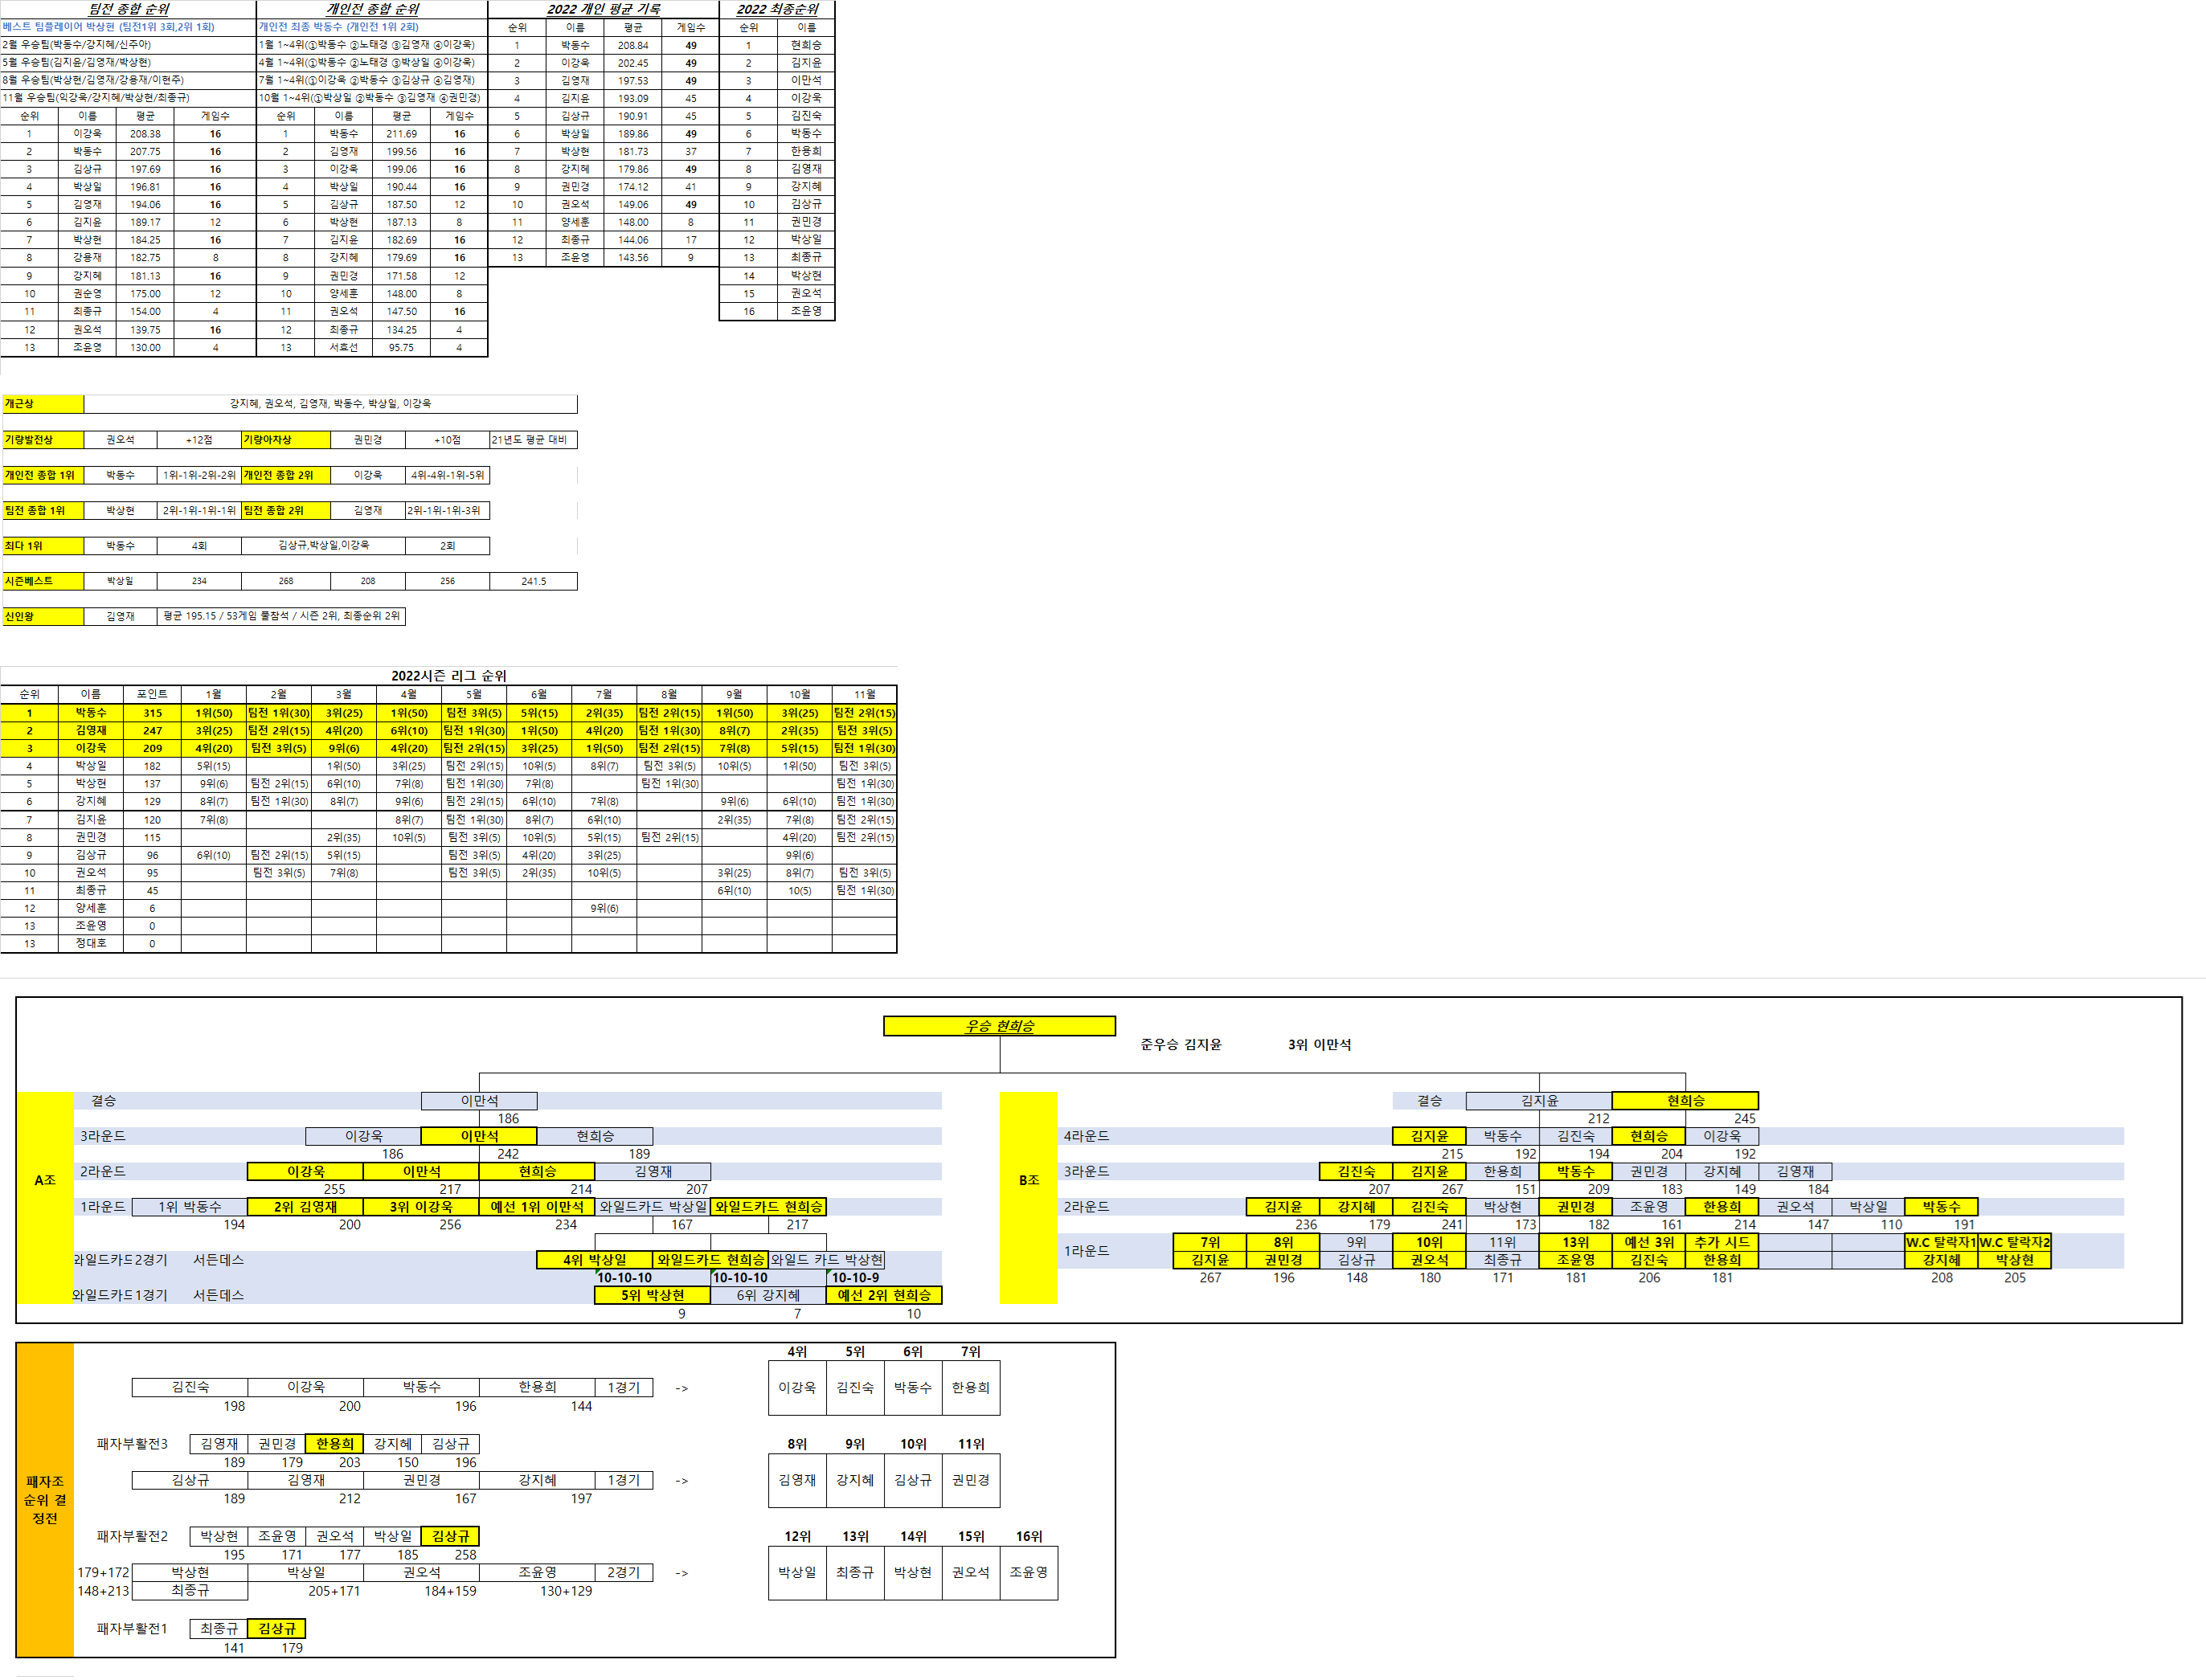 팀전 종합 순위 개인전 종합 순위 2022 개인 평균 기록 2022 최종순위
베스트 팀플레이어 박상현 (팀전1위 3회,2위 1회) 개인전 최종 박동수 (개인전 1위 2회) 순위 이름 평균 게임수 순위 이름
2월 우승팀(박동수/강지혜/신주아) 1월 1~4위(①박동수 ②노태경 ③김영재 ④이강욱) 1 박동수 208.84 49 1 현희승
5월 우승팀(김지윤/김영재/박상현) 4월 1~4위(①박동수 ②노태경 ③박상일 ④이강욱) 2 이강욱 202.45 49 2 김지윤
8월 우승팀(박상현/김영재/강용재/이현주) 7월 1~4위(①이강욱 ②박동수 ③김상규 ④김영재) 3 김영재 197.53 49 3 이만석
11월 우승팀(익강욱/강지혜/박상현/최종규) 10월 1~4위(①박상일 ②박동수 ③김영재 ④권민경) 4 김지윤 193.09 45 4 이강욱
순위 이름 평균 게임수 순위 이름 평균 게임수 5 김상규 190.91 45 5 김진숙
1 이강욱 208.38 16 1 박동수 211.69 16 6 박상일 189.86 49 6 박동수
2 박동수 207.75 16 2 김영재 199.56 16 7 박상현 181.73 37 7 한용희
3 김상규 197.69 16 3 이강욱 199.06 16 8 강지혜 179.86 49 8 김영재
4 박상일 196.81 16 4 박상일 190.44 16 9 권민경 174.12 41 9 강지혜
5 김영재 194.06 16 5 김상규 187.50 12 10 권오석 149.06 49 10 김상규
6 김지윤 189.17 12 6 박상현 187.13 8 11 양세훈 148.00 8 11 권민경
7 박상현 184.25 16 7 김지윤 182.69 16 12 최종규 144.06 17 12 박상일
8 강용재 182.75 8 8 강지혜 179.69 16 13 조윤영 143.56 9 13 최종규
9 강지혜 181.13 16 9 권민경 171.58 12 14 박상현
10 권순영 175.00 12 10 양세훈 148.00 8 15 권오석
11 최종규 154.00 4 11 권오석 147.50 16 16 조윤영
12 권오석 139.75 16 12 최종규 134.25 4
13 조윤영 130.00 4 13 서효선 95.75 4
개근상 강지혜, 권오석, 김영재, 박동수, 박상일, 이강욱
기량발전상 권오석 +12점 기량아차상 권민경 +10점 21년도 평균 대비
개인전 종합 1위 박동수 1위-1위-2위-2위 개인전 종합 2위 이강욱 4위-4위-1위-5위
팀전 종합 1위 박상현 2위-1위-1위-1위 팀전 종합 2위 김영재 2위-1위-1위-3위
최다 1위 박동수 4회 김상규,박상일,이강욱 2회
시즌베스트 박상일 234 268 208 256 241.5
신인왕 김영재 평균 195.15 / 53게임 풀참석 / 시즌 2위, 최종순위 2위
2022시즌 리그 순위
순위 이름 포인트 1월 2월 3월 4월 5월 6월 7월 8월 9월 10월 11월
1 박동수 315 1위(50) 팀전 1위(30) 3위(25) 1위(50) 팀전 3위(5) 5위(15) 2위(35) 팀전 2위(15) 1위(50) 3위(25) 팀전 2위(15)
2 김영재 247 3위(25) 팀전 2위(15) 4위(20) 6위(10) 팀전 1위(30) 1위(50) 4위(20) 팀전 1위(30) 8위(7) 2위(35) 팀전 3위(5)
3 이강욱 209 4위(20) 팀전 3위(5) 9위(6) 4위(20) 팀전 2위(15) 3위(25) 1위(50) 팀전 2위(15) 7위(8) 5위(15) 팀전 1위(30)
4 박상일 182 5위(15) 1위(50) 3위(25) 팀전 2위(15) 10위(5) 8위(7) 팀전 3위(5) 10위(5) 1위(50) 팀전 3위(5)
5 박상현 137 9위(6) 팀전 2위(15) 6위(10) 7위(8) 팀전 1위(30) 7위(8) 팀전 1위(30) 팀전 1위(30)
6 강지혜 129 8위(7) 팀전 1위(30) 8위(7) 9위(6) 팀전 2위(15) 6위(10) 7위(8) 9위(6) 6위(10) 팀전 1위(30)
7 김지윤 120 7위(8) 8위(7) 팀전 1위(30) 8위(7) 6위(10) 2위(35) 7위(8) 팀전 2위(15)
8 권민경 115 2위(35) 10위(5) 팀전 3위(5) 10위(5) 5위(15) 팀전 2위(15) 4위(20) 팀전 2위(15)
9 김상규 96 6위(10) 팀전 2위(15) 5위(15) 팀전 3위(5) 4위(20) 3위(25) 9위(6)
10 권오석 95 팀전 3위(5) 7위(8) 팀전 3위(5) 2위(35) 10위(5) 3위(25) 8위(7) 팀전 3위(5)
11 최종규 45 6위(10) 10(5) 팀전 1위(30)
12 양세훈 6 9위(6)
13 조윤영 0
13 정대호 0
우승 현희승
준우승 김지윤 3위 이만석
결승 이만석 결승 김지윤 현희승
186 212 245
3라운드 이강욱 이만석 현희승 4라운드 김지윤 박동수 김진숙 현희승 이강욱
186 242 189 215 192 194 204 192
2라운드 이강욱 이만석 현희승 김영재 3라운드 김진숙 김지윤 한용희 박동수 권민경 강지혜 김영재
A조 B조
255 217 214 207 207 267 151 209 183 149 184
1라운드 1위 박동수 2위 김영재 3위 이강욱 예선 1위 이만석 와일드카드 박상일 와일드카드 현희승 2라운드 김지윤 강지혜 김진숙 박상현 권민경 조윤영 한용희 권오석 박상일 박동수
194 200 256 234 167 217 236 179 241 173 182 161 214 147 110 191
1라운드 7위 8위 9위 10위 11위 13위 예선 3위 추가 시드 W.C 탈락자1 W.C 탈락자2
와일드카드2경기 서든데스 4위 박상일 와일드카드 현희승 와일드 카드 박상현 김지윤 권민경 김상규 권오석 최종규 조윤영 김진숙 한용희 강지혜 박상현
10-10-10 10-10-10 10-10-9 267 196 148 180 171 181 206 181 208 205
와일드카드1경기 서든데스 5위 박상현 6위 강지혜 예선 2위 현희승
9 7 10
4위 5위 6위 7위
김진숙 이강욱 박동수 한용희 1경기 -> 이강욱 김진숙 박동수 한용희
198 200 196 144
패자부활전3 김영재 권민경 한용희 강지혜 김상규 8위 9위 10위 11위
189 179 203 150 196
김상규 김영재 권민경 강지혜 1경기 -> 김영재 강지혜 김상규 권민경
189 212 167 197
패자조
순위 결
정전
패자부활전2 박상현 조윤영 권오석 박상일 김상규 12위 13위 14위 15위 16위
195 171 177 185 258
179+172 박상현 박상일 권오석 조윤영 2경기 -> 박상일 최종규 박상현 권오석 조윤영
148+213 최종규 205+171 184+159 130+129
패자부활전1 최종규 김상규
141 179